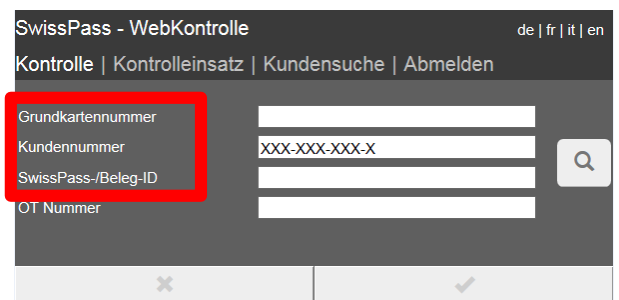 SwissPass - WebKontrolle de | fr | it | en
Kontrolle | Kontrolleinsatz | Kundensuche | Abmelden
Grundkartennummer
Kundennummer XXX-XXX-XXX-X
SwissPass-/Beleg-ID
OT Nummer